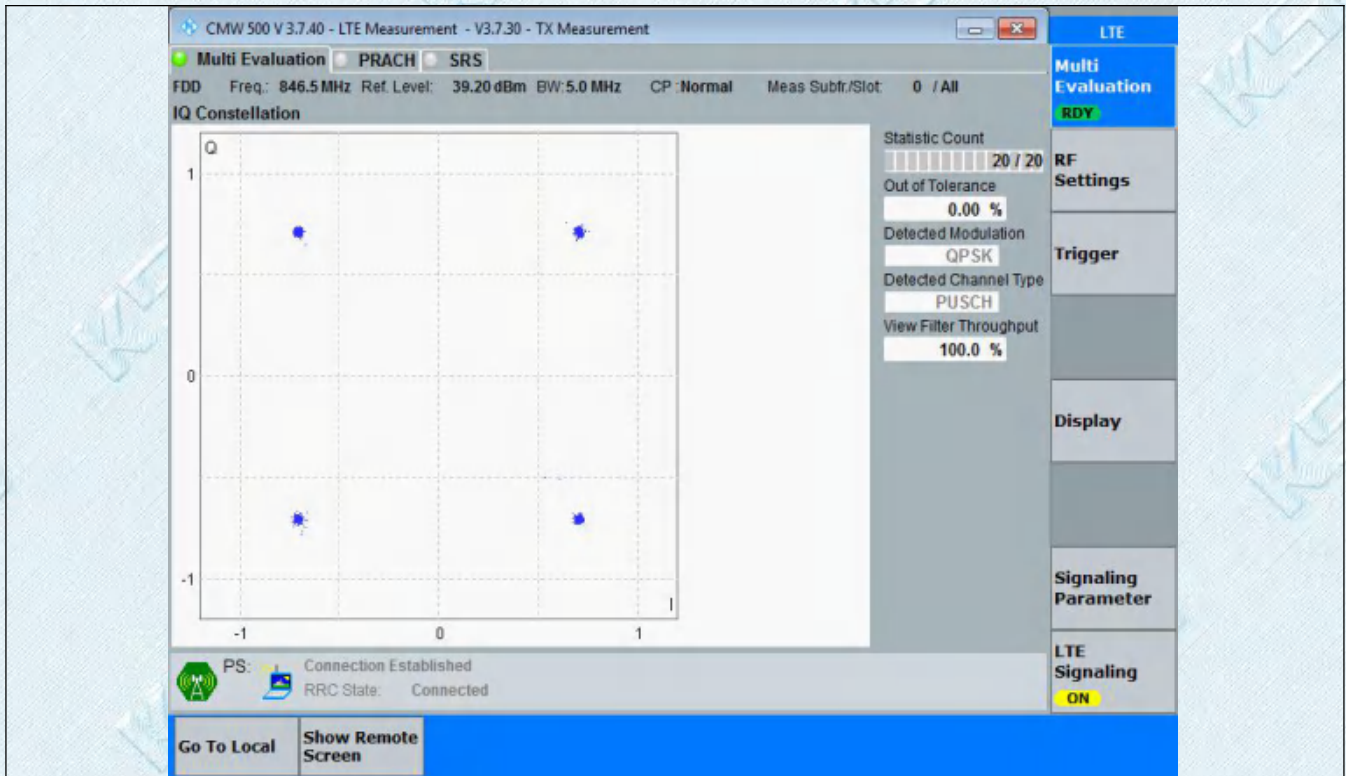 CMW 500 V 3.7.40 - LTE Measurement - V3.7.30 - TX Measurement
LTE
Multi Evaluation PRACH SRS
FDD Freq.: 846.5 MHz Ref. Level: 39.20 dBm BW: 5.0 MHz CP :Normal Meas Subfr./Slot: 0 / All
IQ Constellation
Q
1
0
-1
I
-1 0 1
Statistic Count
20 / 20
Out of Tolerance
0.00 %
Detected Modulation
QPSK
Detected Channel Type
PUSCH
View Filter Throughput
100.0 %
Multi
Evaluation
RDY
RF
Settings
Trigger
Display
Signaling
Parameter
LTE
Signaling
ON
PS: Connection Established
RRC State: Connected
Go To Local
Show Remote
Screen